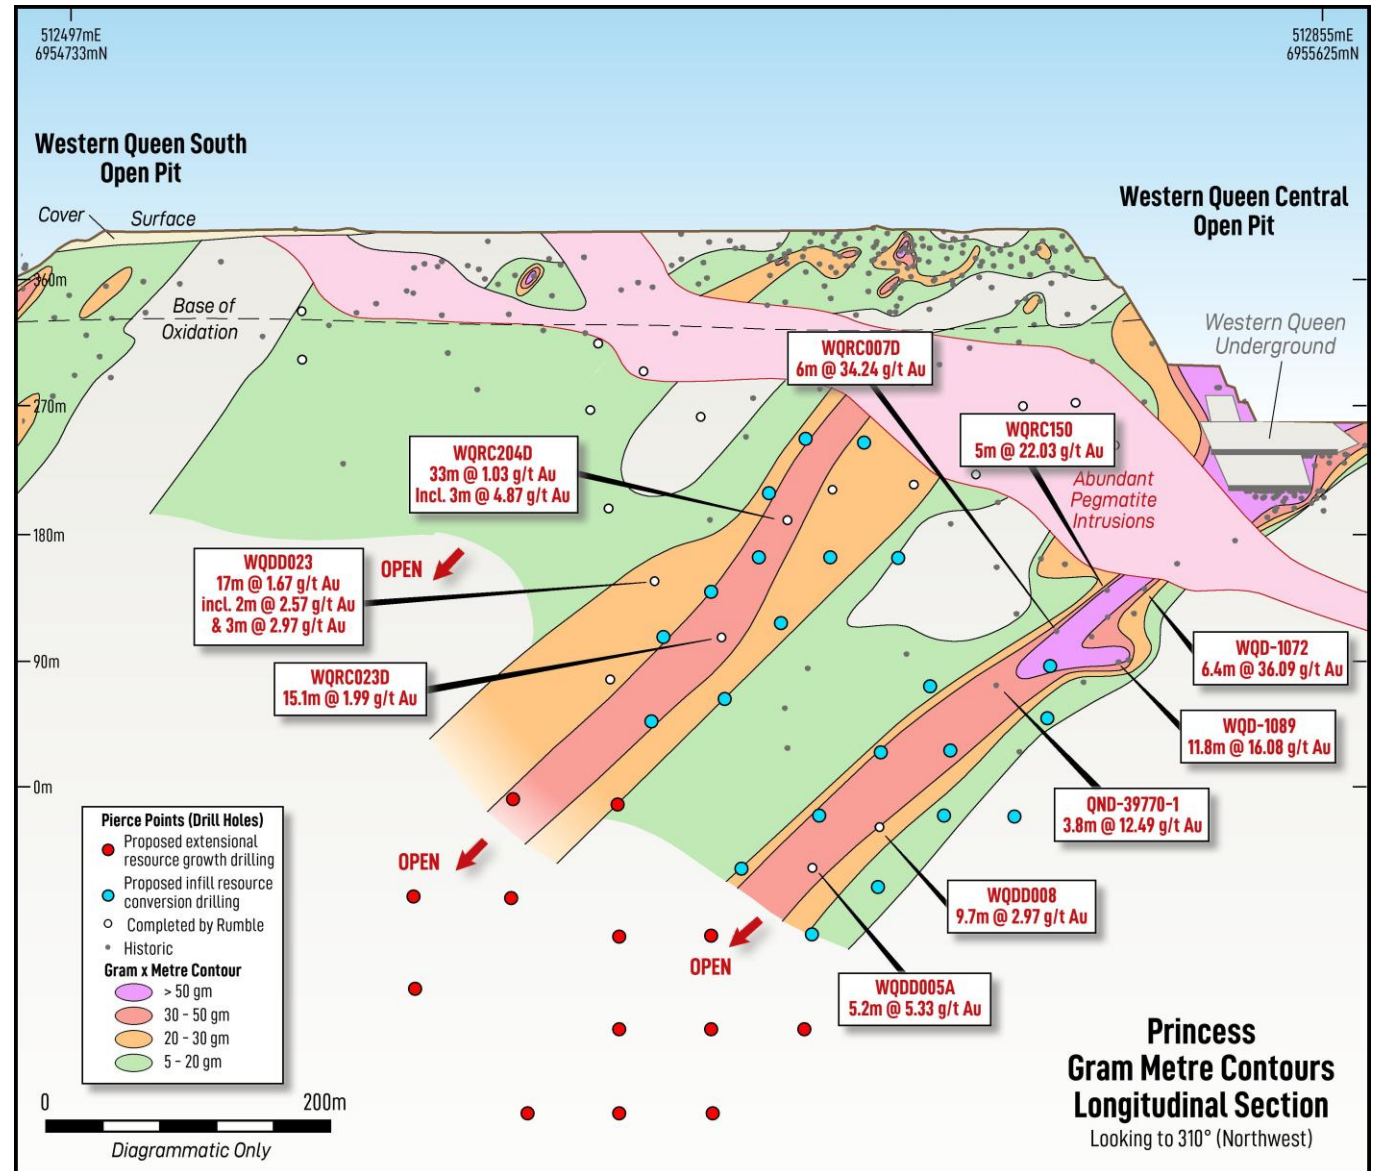 512497mE
6954733mN
512855mE
6955625mN
Western Queen South
Open Pit
Western Queen Central
Open Pit
Cover
Surface
360m
Base of
Oxidation
Western Queen
Underground
WQRC007D
6m @ 34.24 g/t Au
270m
WQRC150
5m @ 22.03 g/t Au
WQRC204D
33m @ 1.03 g/t Au
Incl. 3m @ 4.87 g/t Au
Abundant
Pegmatite
Intrusions
180m
WQDD023
17m @ 1.67 g/t Au
incl. 2m @ 2.57 g/t Au
& 3m @ 2.97 g/t Au
OPEN
90m
WQRC023D
15.1m @ 1.99 g/t Au
WQD-1072
6.4m @ 36.09 g/t Au
WQD-1089
11.8m @ 16.08 g/t Au
0m
QND-39770-1
3.8m @ 12.49 g/t Au
OPEN
WQDD008
9.7m @ 2.97 g/t Au
OPEN
WQDD005A
5.2m @ 5.33 g/t Au
Pierce Points (Drill Holes)
Proposed extensional
resource growth drilling
Proposed infill resource
conversion drilling
Completed by Rumble
Historic
Gram x Metre Contour
> 50 gm
30 - 50 gm
20 - 30 gm
5 - 20 gm
0
200m
Diagrammatic Only
Princess
Gram Metre Contours
Longitudinal Section
Looking to 310° (Northwest)